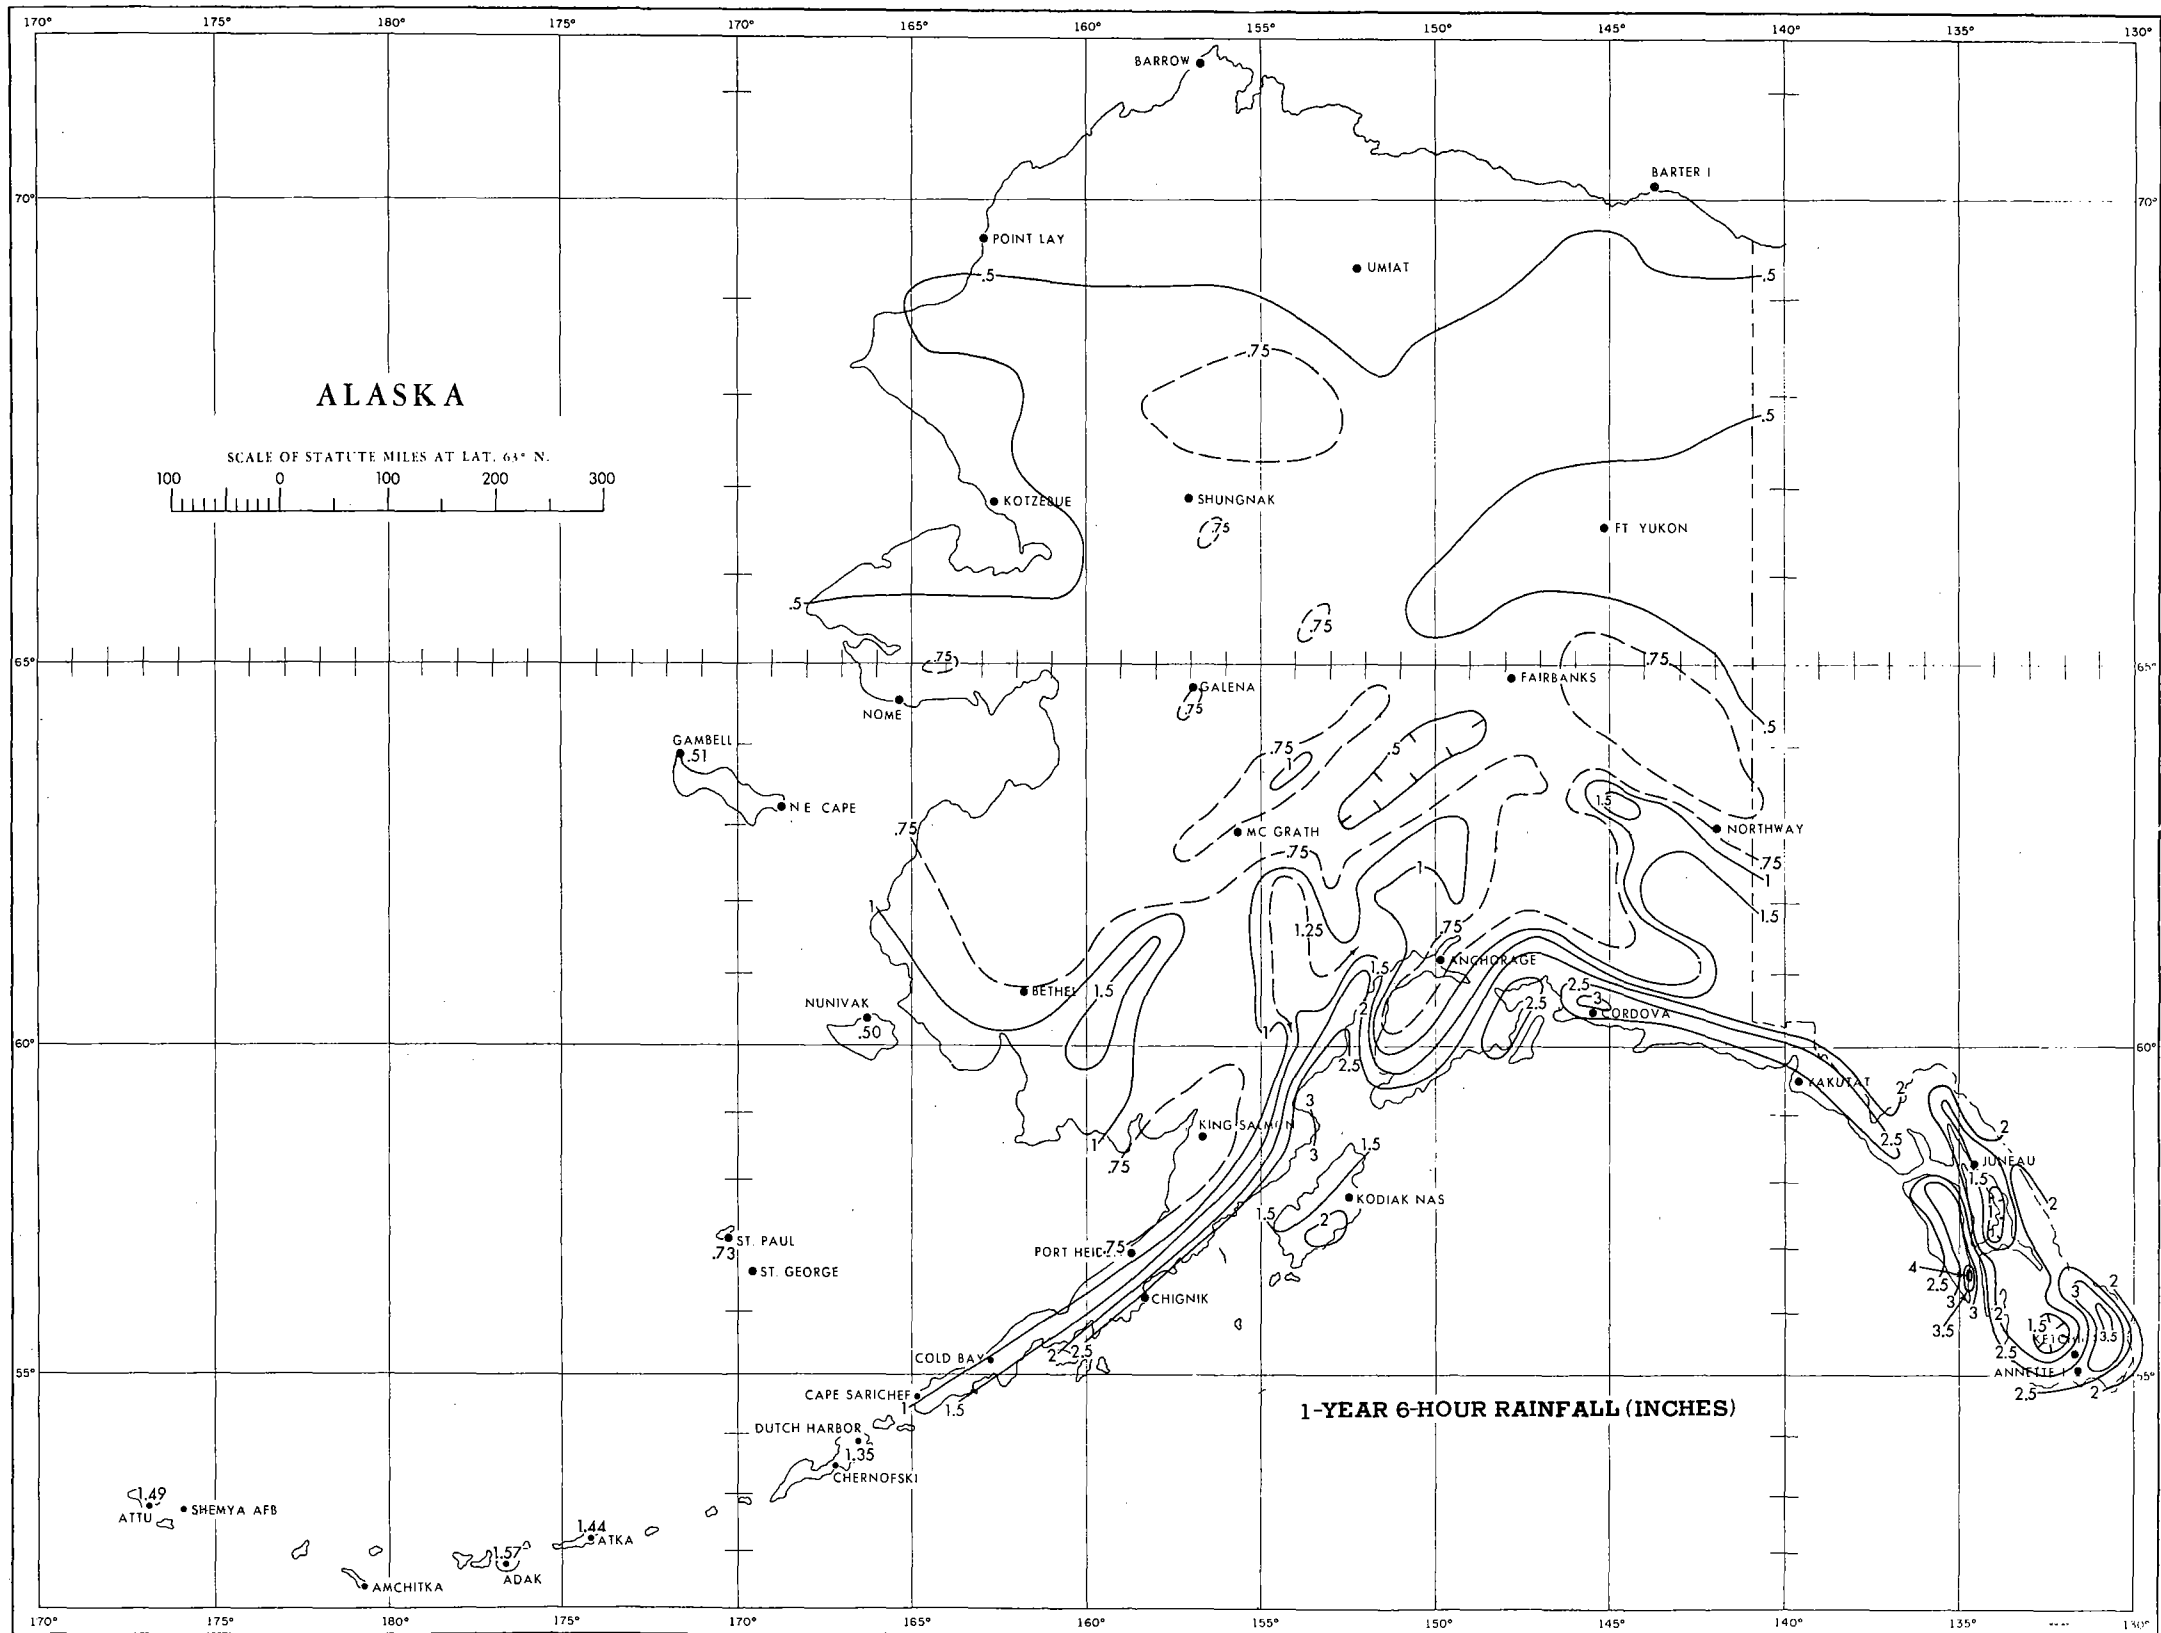 170° 175° 180° 175° 170° 165° 160° 155° 150° 145° 140° 135° 130°
BARROW
BARTER I
70° 70°
POINT LAY
UMIAT
.5 .5
.75
ALASKA
.5
SCALE OF STATUTE MILES AT LAT. 63° N.
100 0 100 200 300
KOTZEBUE
SHUNGNAK
.75
FT YUKON
.5
.75
65° 65°
.75
.75
GALENA
.75
FAIRBANKS
NOME
.5
GAMBELL
.51
.75
.5
1
N E CAPE
1.5
.75
MC GRATH
NORTHWAY
.75
.75
1
1
1
1.5
1.25
.75
ANCHORAGE
1.5
BETHEL
1.5
2.5
3
2.5
NUNIVAK
.50
2
CORDOVA
1
60° 60°
2.5
YAKUTAT
2
3
KING SALMON
2
1
.75
3
1.5
2.5
JUNEAU
1.5
KODIAK NAS
2
1
1.5
2
ST. PAUL
.73
PORT HEID
.75
ST. GEORGE
4
2.5
2
3
CHIGNIK
3
3
2
3.5
1.5
3.5
COLD BAY
2
2.5
2.5
55° 55°
ANNETTE I
CAPE SARICHEF
1
1.5
2.5
2
1-YEAR 6-HOUR RAINFALL (INCHES)
DUTCH HARBOR
1.35
CHERNOFSKI
1.49
ATTU
SHEMYA AFB
1.44
ATKA
1.57
ADAK
AMCHITKA
170° 175° 180° 175° 170° 165° 160° 155° 150° 145° 140° 135° 130°